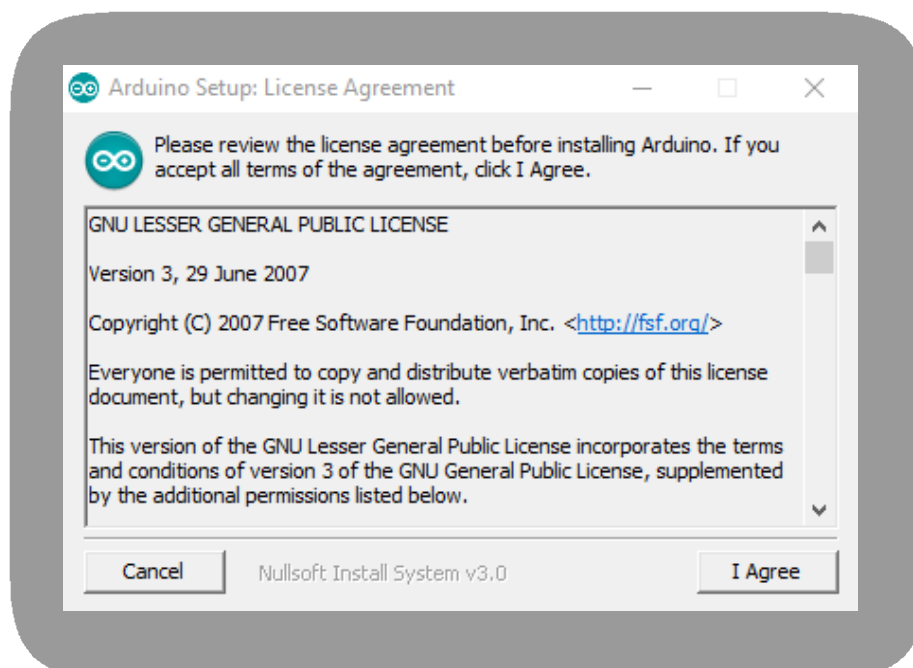 Arduino Setup: License Agreement
Please review the license agreement before installing Arduino. If you
accept all terms of the agreement, click I Agree.
GNU LESSER GENERAL PUBLIC LICENSE
Version 3, 29 June 2007
Copyright (C) 2007 Free Software Foundation, Inc. <http://fsf.org/>
Everyone is permitted to copy and distribute verbatim copies of this license
document, but changing it is not allowed.
This version of the GNU Lesser General Public License incorporates the terms
and conditions of version 3 of the GNU General Public License, supplemented
by the additional permissions listed below.
Cancel
Nullsoft Install System v3.0
I Agree